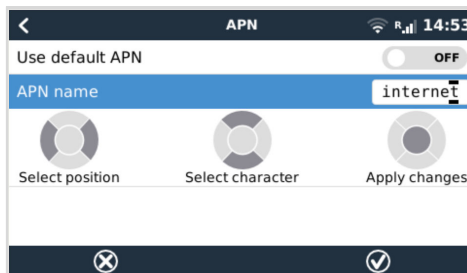 APN R 14:53
Use default APN OFF
APN name internet
Select position Select character Apply changes